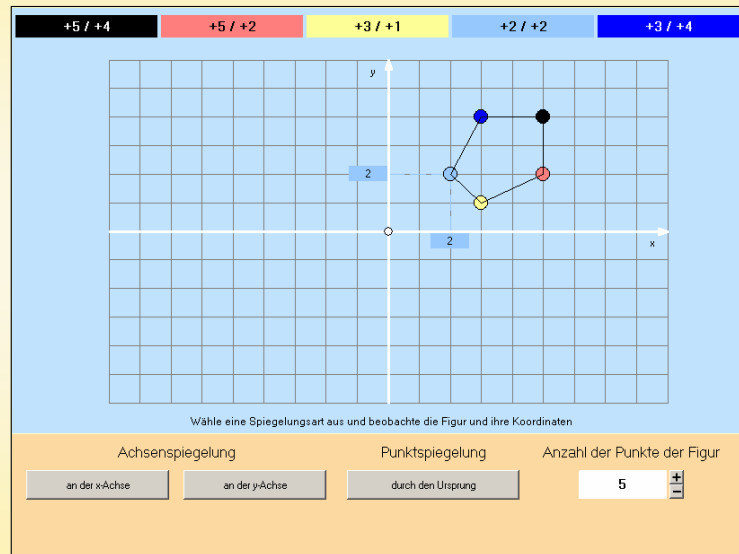 +5 / +4 +5 / +2 +3 / +1 +2 / +2 +3 / +4
y
2
2
x
Wähle eine Spiegelungsart aus und beobachte die Figur und ihre Koordinaten
Achsenspiegelung Punktspiegelung Anzahl der Punkte der Figur
an der x-Achse an der y-Achse durch den Ursprung 5 + −